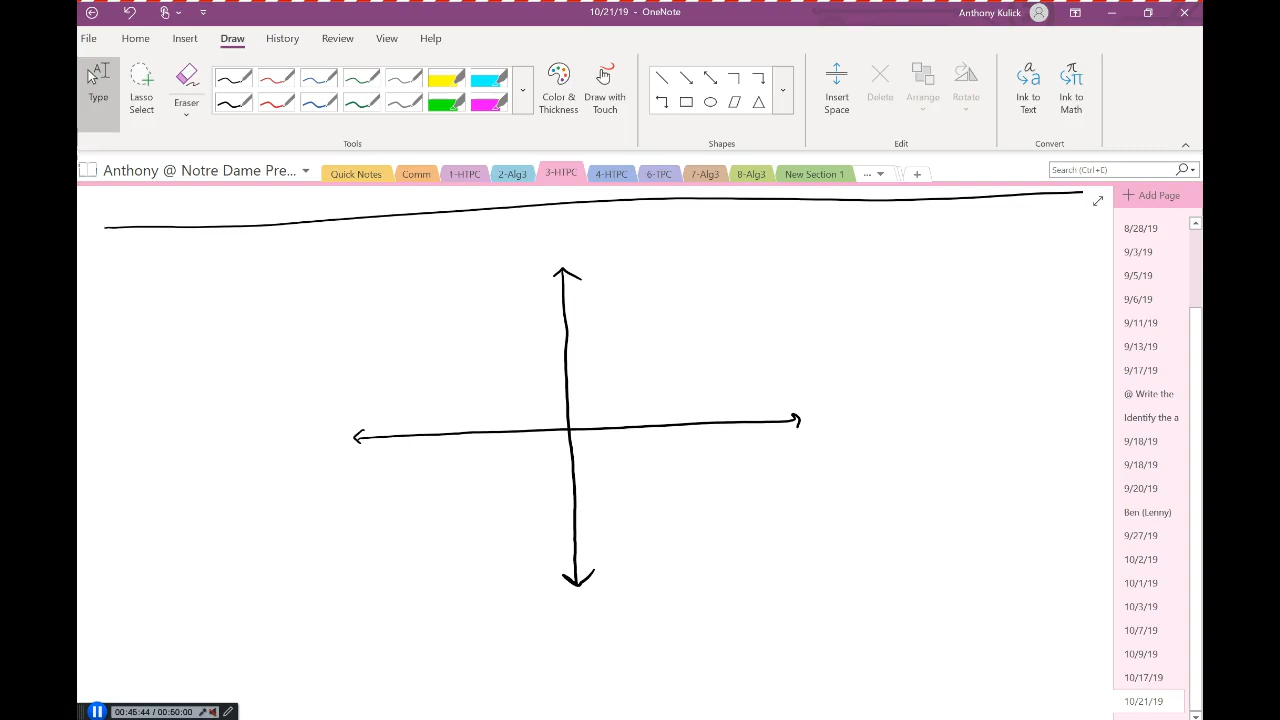 10/21/19 - OneNote
Anthony Kulick
File Home Insert Draw History Review View Help
Type
Lasso Select
Eraser
Color & Thickness
Draw with Touch
Insert Space
Delete
Arrange
Rotate
Ink to Text
Ink to Math
Tools
Shapes
Edit
Convert
Anthony @ Notre Dame Pre...
Quick Notes
Comm
1-HTPC
2-Alg3
3-HTPC
4-HTPC
6-TPC
7-Alg3
8-Alg3
New Section 1
...
Search (Ctrl+E)
Add Page
8/28/19
9/3/19
9/5/19
9/6/19
9/11/19
9/13/19
9/17/19
@ Write the
Identify the a
9/18/19
9/18/19
9/20/19
Ben (Lenny)
9/27/19
10/2/19
10/1/19
10/3/19
10/7/19
10/9/19
10/17/19
10/21/19
00:45:44 / 00:50:00